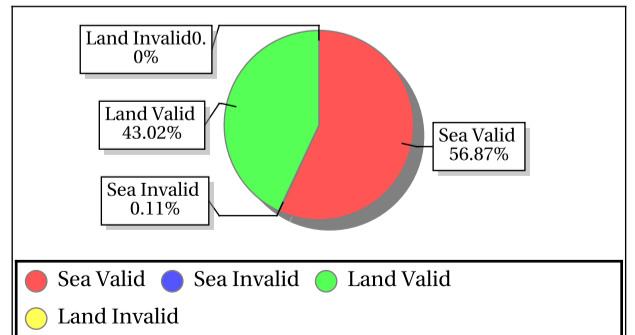 Land Invalid0.
0%
Land Valid
43.02%
Sea Valid
56.87%
Sea Invalid
0.11%
Sea Valid
Sea Invalid
Land Valid
Land Invalid